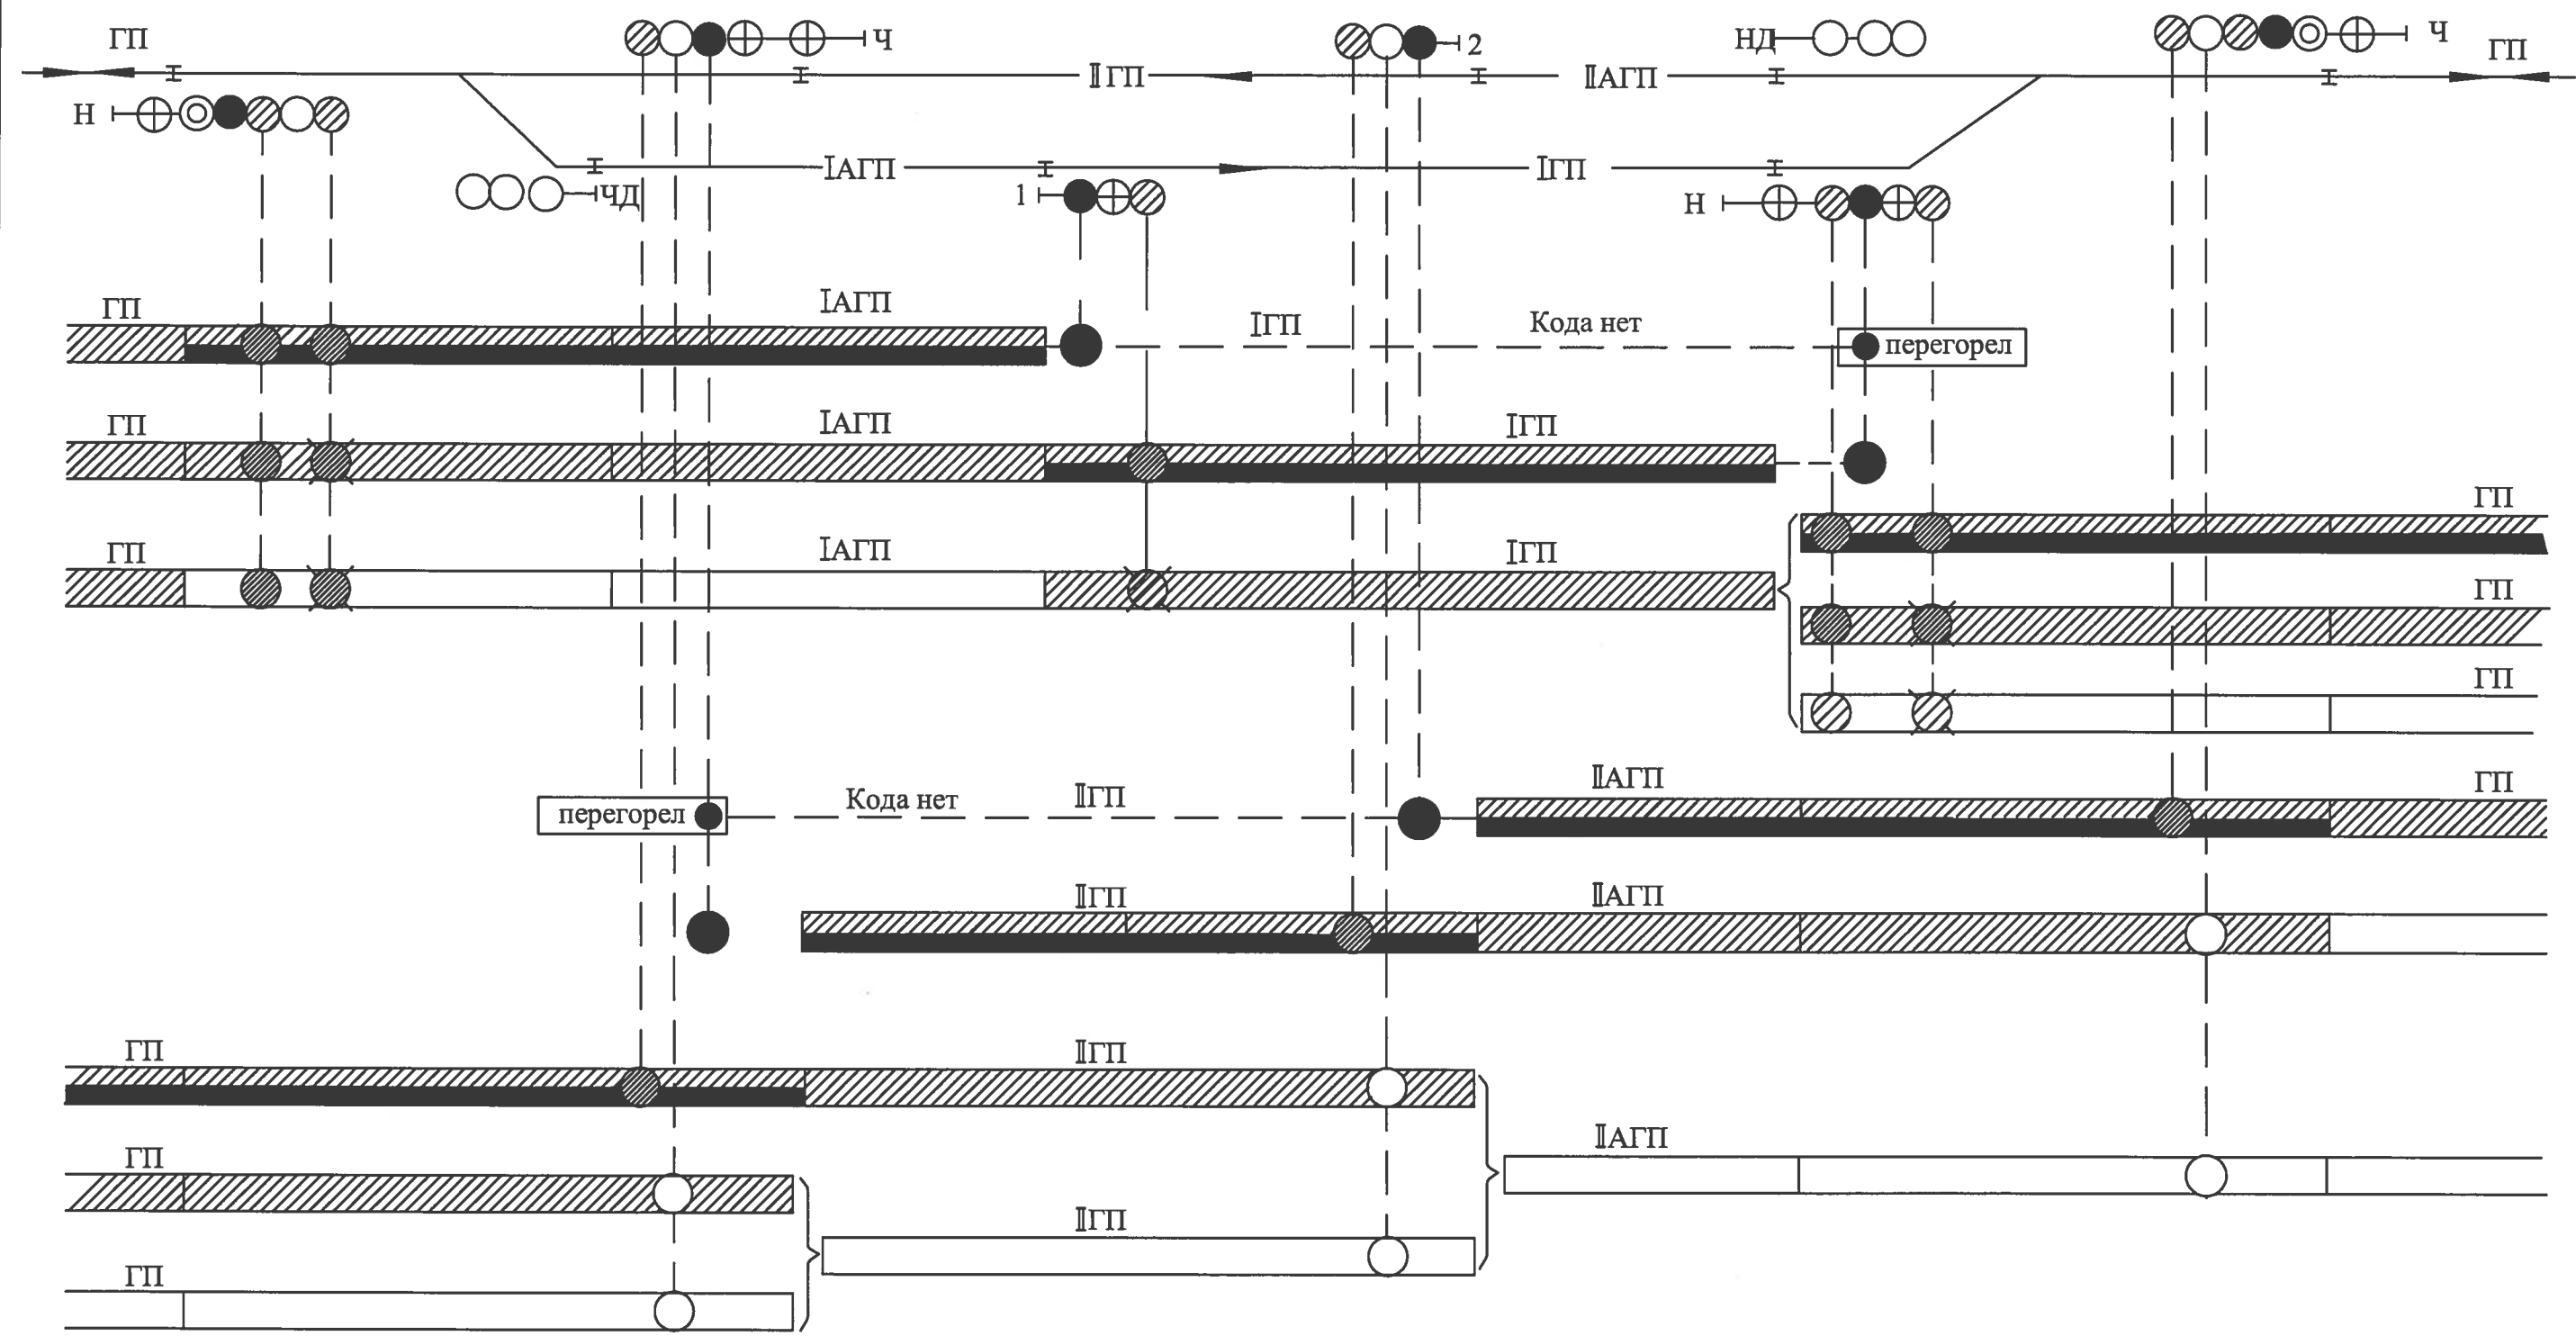 ГП
Ч
2
НД
Ч
ГП
IIГП
IIАГП
Н
IАГП
IГП
ЧД
1
Н
ГП
IАГП
IГП
Кода нет
перегорел
ГП
IАГП
IГП
ГП
ГП
IАГП
IГП
ГП
ГП
IIАГП
ГП
перегорел
Кода нет
IIГП
IIГП
IIАГП
ГП
IIГП
IIАГП
ГП
IIГП
ГП